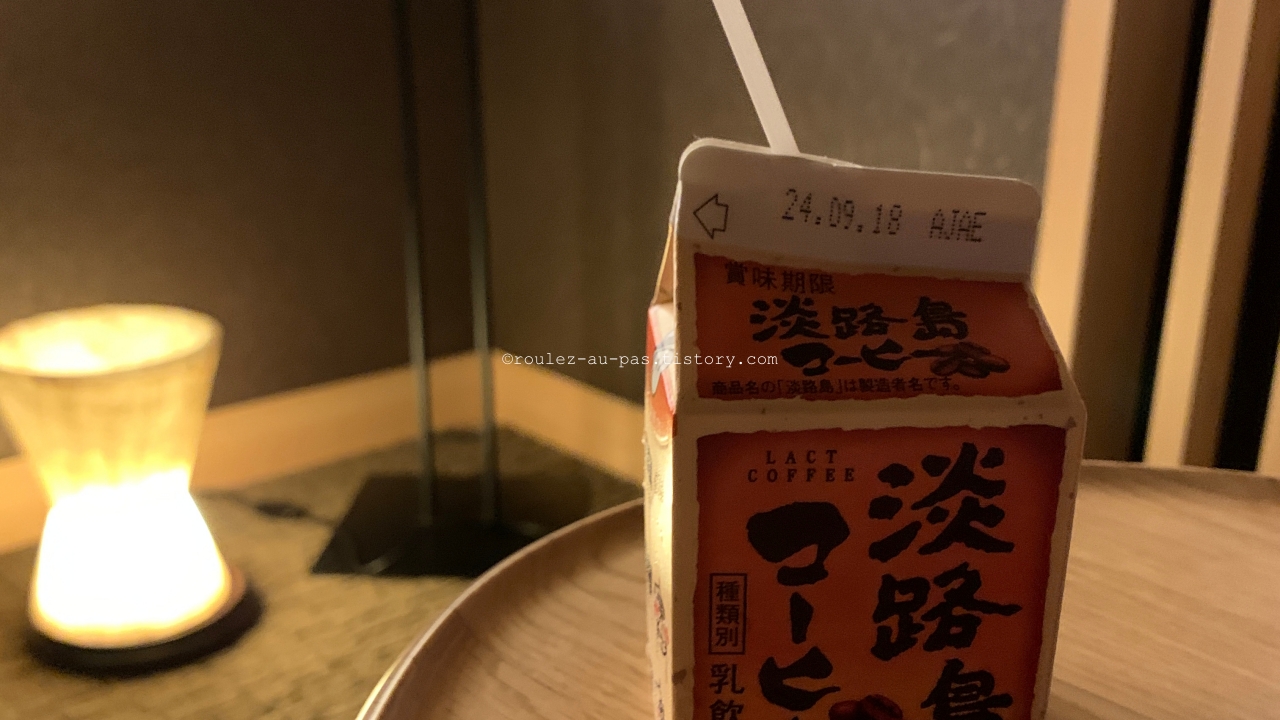 24.09.18 AJAE
賞味期限
淡路島
コーヒー
商品名の「淡路島」は製造者名です。
©roulez-au-pas.tistory.com
LACT
COFFEE
淡路島
コーヒ
種類別
乳飲